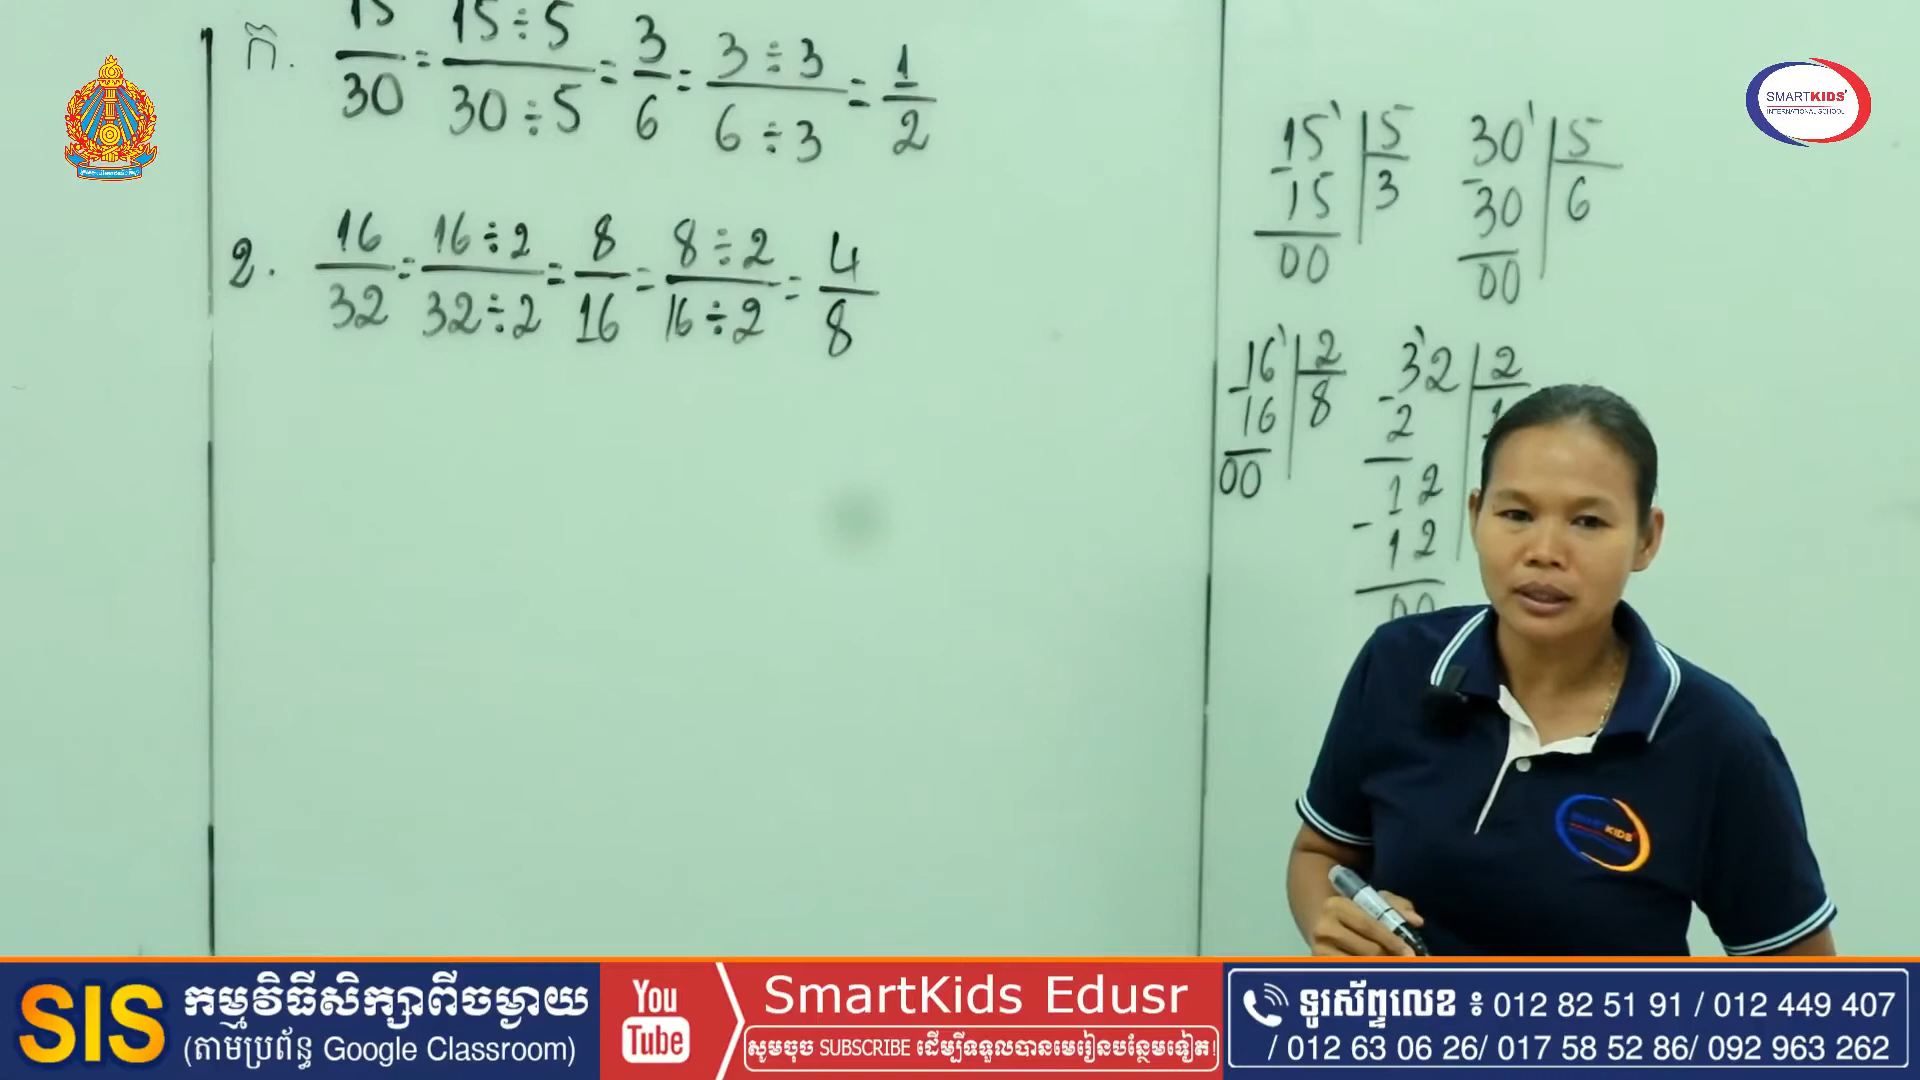 ក. 15/30 = 15÷5/30÷5 = 3/6 = 3÷3/6÷3 = 1/2
2. 16/32 = 16÷2/32÷2 = 8/16 = 8÷2/16÷2 = 4/8
15 | 5
-15 | 3
00
30 | 5
-30 | 6
00
16 | 2
-16 | 8
00
32 | 2
-2 | 1
12
-12
00
SMARTKIDS'
INTERNATIONAL SCHOOL
KIDS'
SIS
កម្មវិធីសិក្សាពីចម្ងាយ
(តាមប្រព័ន្ធ Google Classroom)
You
Tube
SmartKids Edusr
សូមចុច SUBSCRIBE ដើម្បីទទួលបានមេរៀនបន្ថែមទៀត!
ទូរស័ព្ទលេខ ៖ 012 82 51 91 / 012 449 407
/ 012 63 06 26/ 017 58 52 86/ 092 963 262